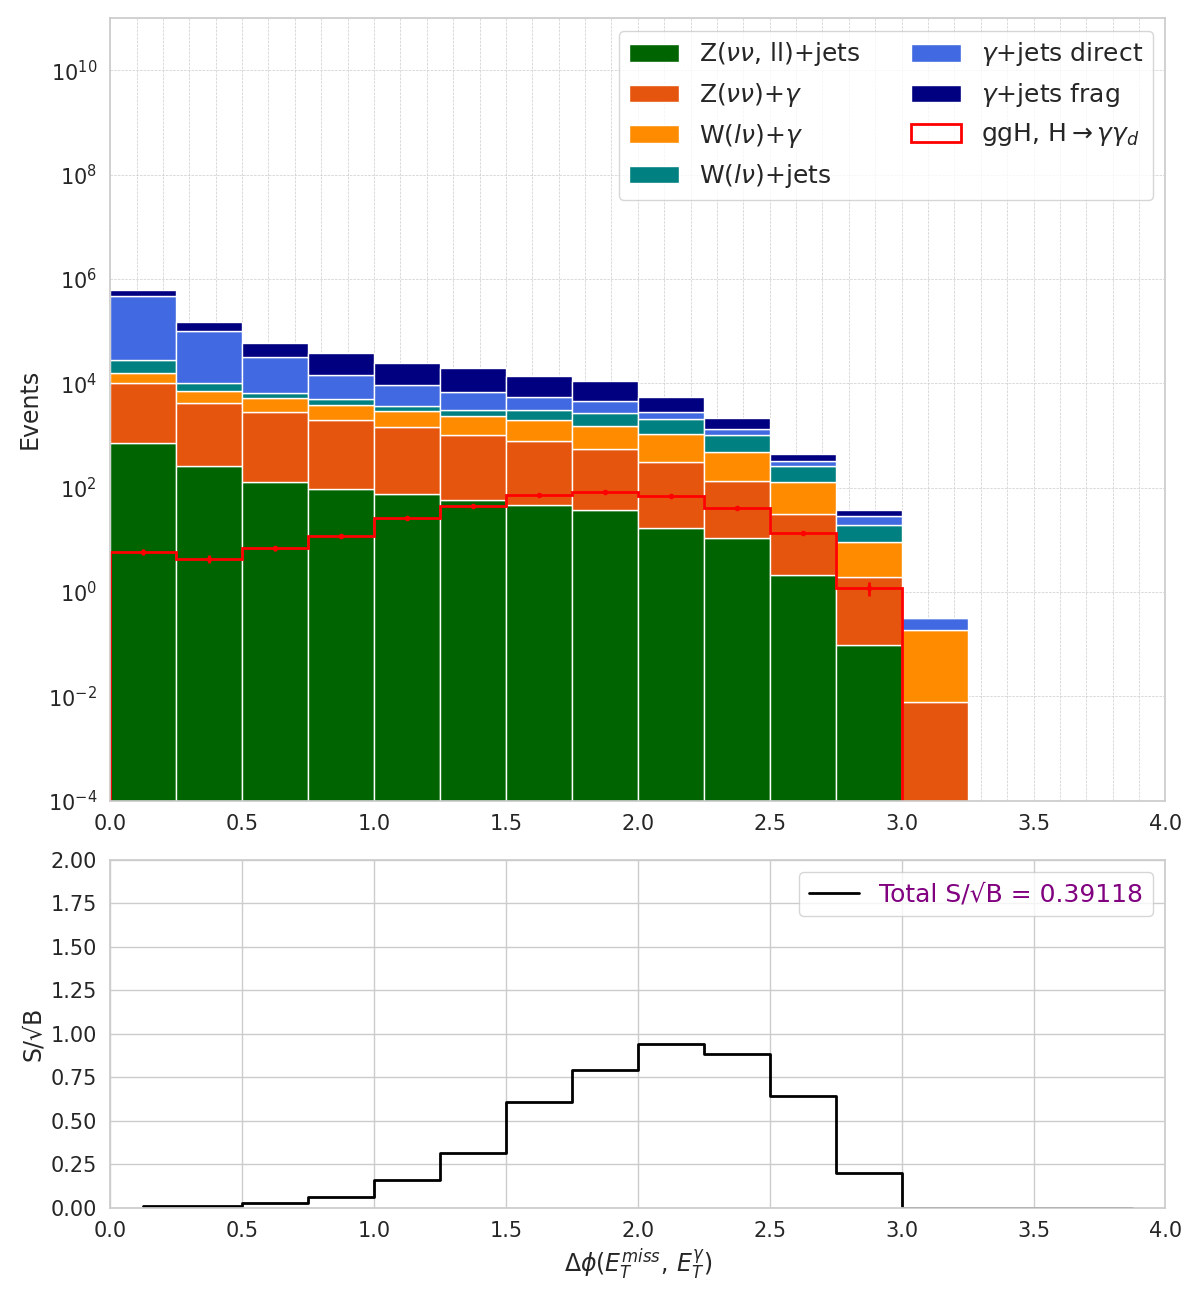 Z(νν, ll)+jets
Z(νν)+γ
W(lν)+γ
W(lν)+jets
γ+jets direct
γ+jets frag
ggH, H→γγ_d
Events
10^10
10^8
10^6
10^4
10^2
10^0
10^−2
10^−4
0.0 0.5 1.0 1.5 2.0 2.5 3.0 3.5 4.0
Total S/√B = 0.39118
S/√B
2.00
1.75
1.50
1.25
1.00
0.75
0.50
0.25
0.00
0.0 0.5 1.0 1.5 2.0 2.5 3.0 3.5 4.0
Δϕ(E_T^miss, E_T^γ)